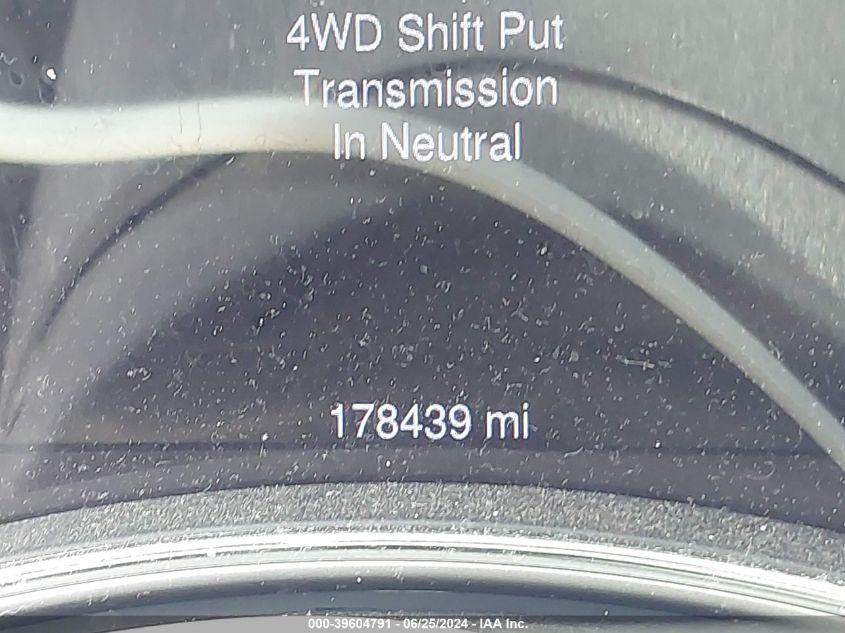 4WD Shift Put
Transmission
In Neutral
178439 mi
000-39604791 - 06/25/2024 - IAA Inc.